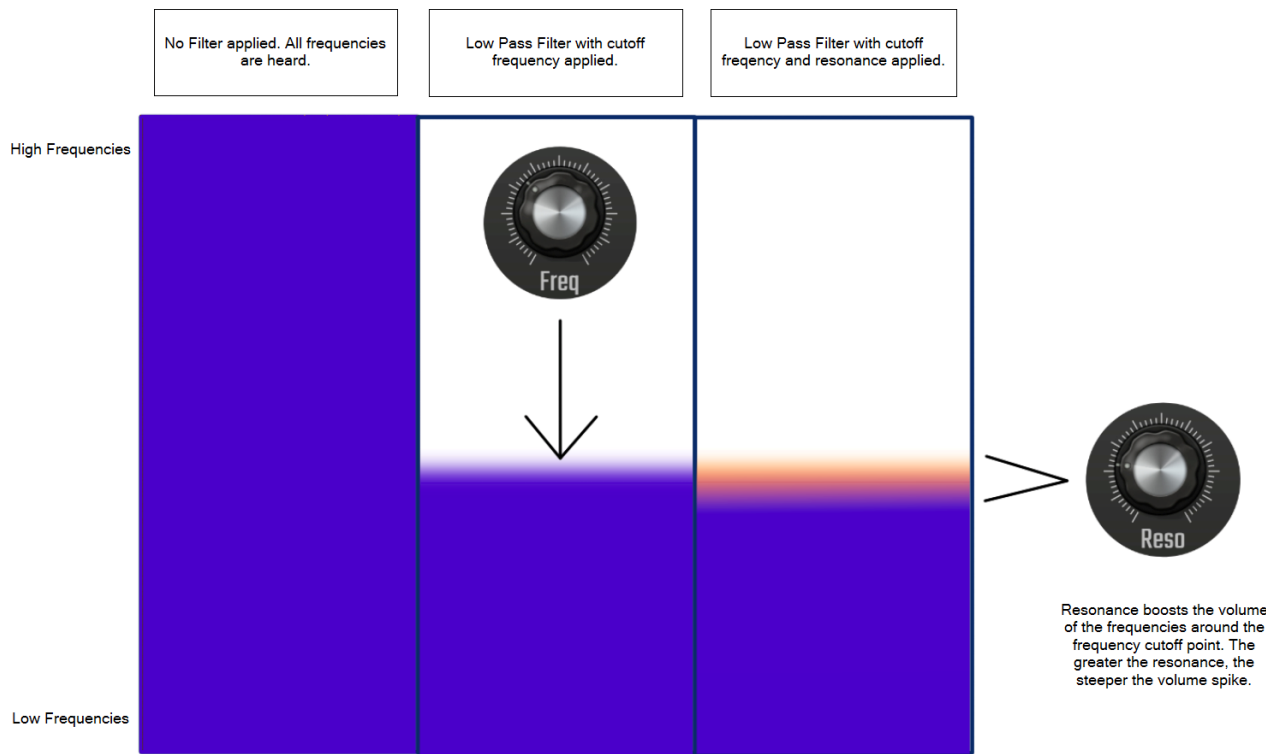 No Filter applied. All frequencies
are heard.
Low Pass Filter with cutoff
frequency applied.
Low Pass Filter with cutoff
freqency and resonance applied.
High Frequencies
Freq
Reso
Resonance boosts the volume
of the frequencies around the
frequency cutoff point. The
greater the resonance, the
steeper the volume spike.
Low Frequencies